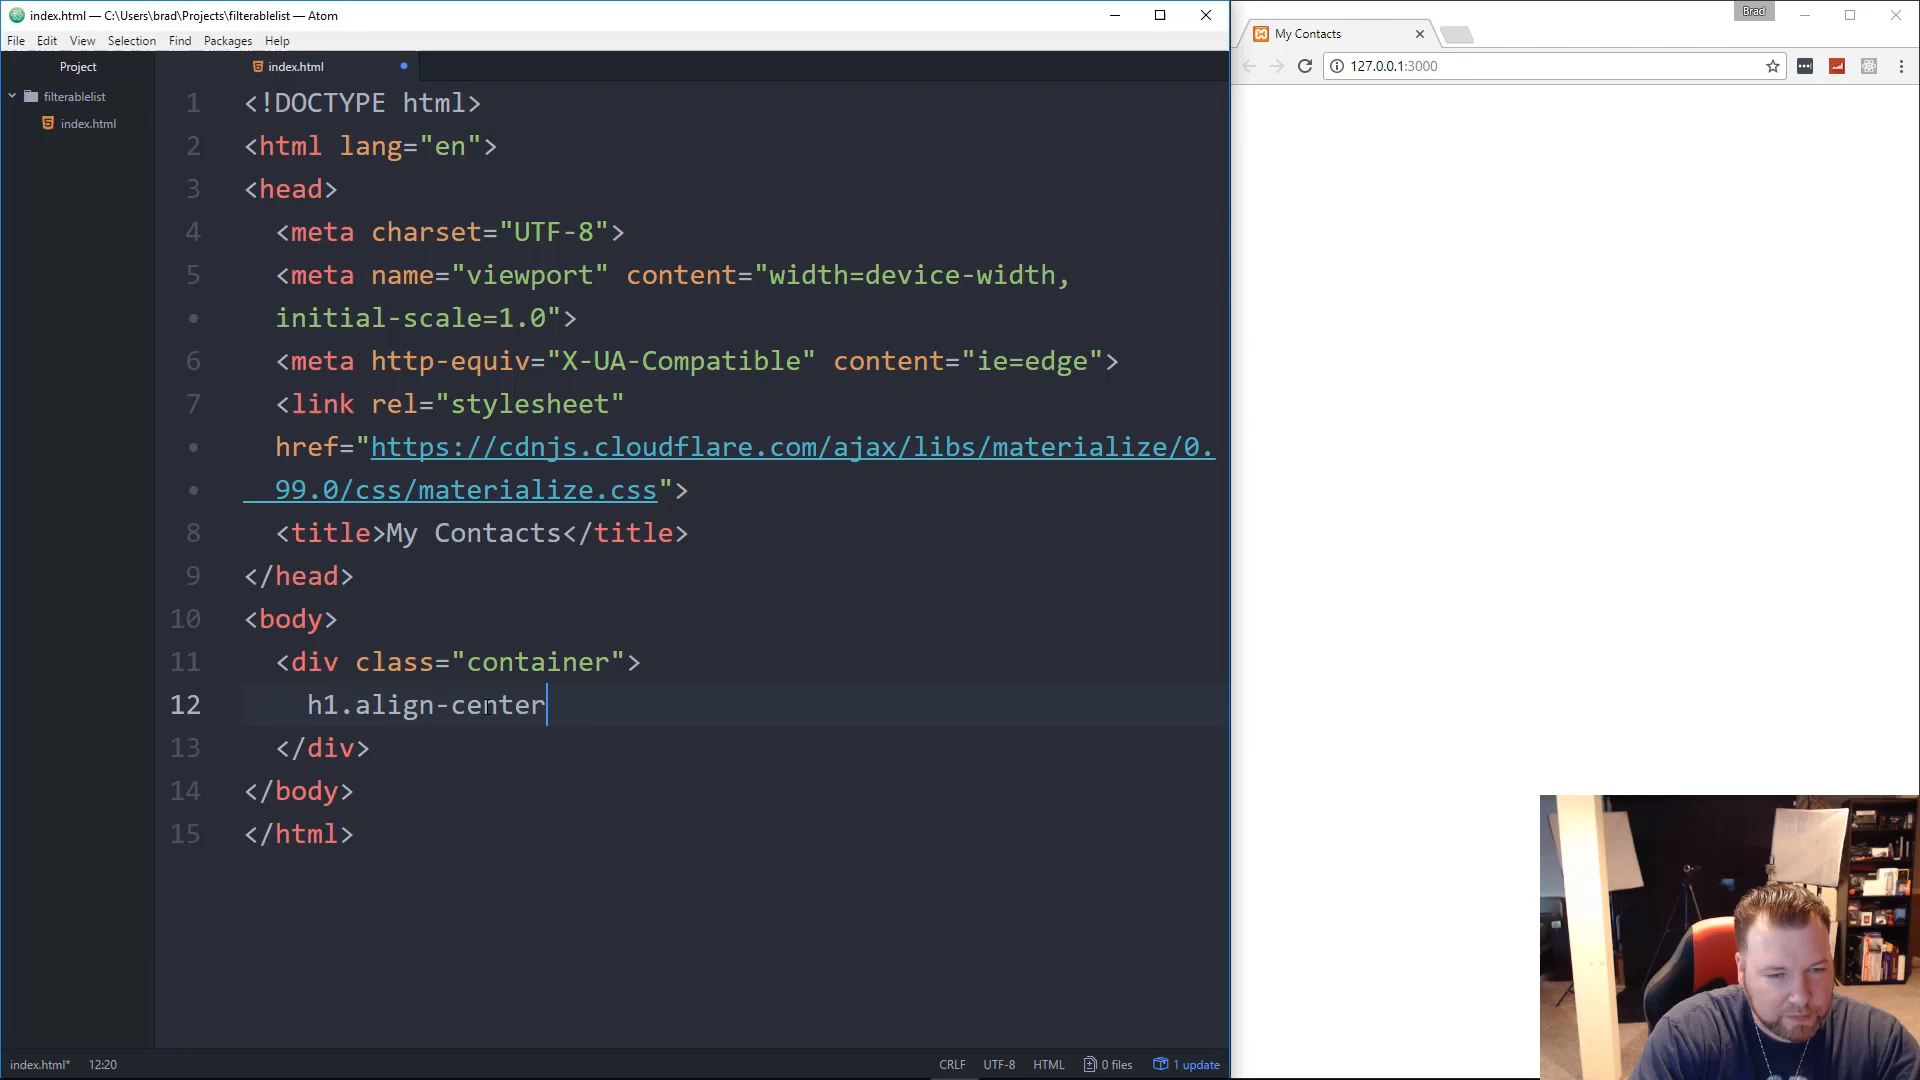 index.html — C:\Users\brad\Projects\filterablelist — Atom
File Edit View Selection Find Packages Help
Project
filterablelist
index.html
index.html
1 <!DOCTYPE html>
2 <html lang="en">
3 <head>
4 <meta charset="UTF-8">
5 <meta name="viewport" content="width=device-width,
• initial-scale=1.0">
6 <meta http-equiv="X-UA-Compatible" content="ie=edge">
7 <link rel="stylesheet"
• href="https://cdnjs.cloudflare.com/ajax/libs/materialize/0.
• 99.0/css/materialize.css">
8 <title>My Contacts</title>
9 </head>
10 <body>
11 <div class="container">
12 h1.align-center
13 </div>
14 </body>
15 </html>
index.html* 12:20 CRLF UTF-8 HTML 0 files 1 update
Brad
My Contacts
127.0.0.1:3000